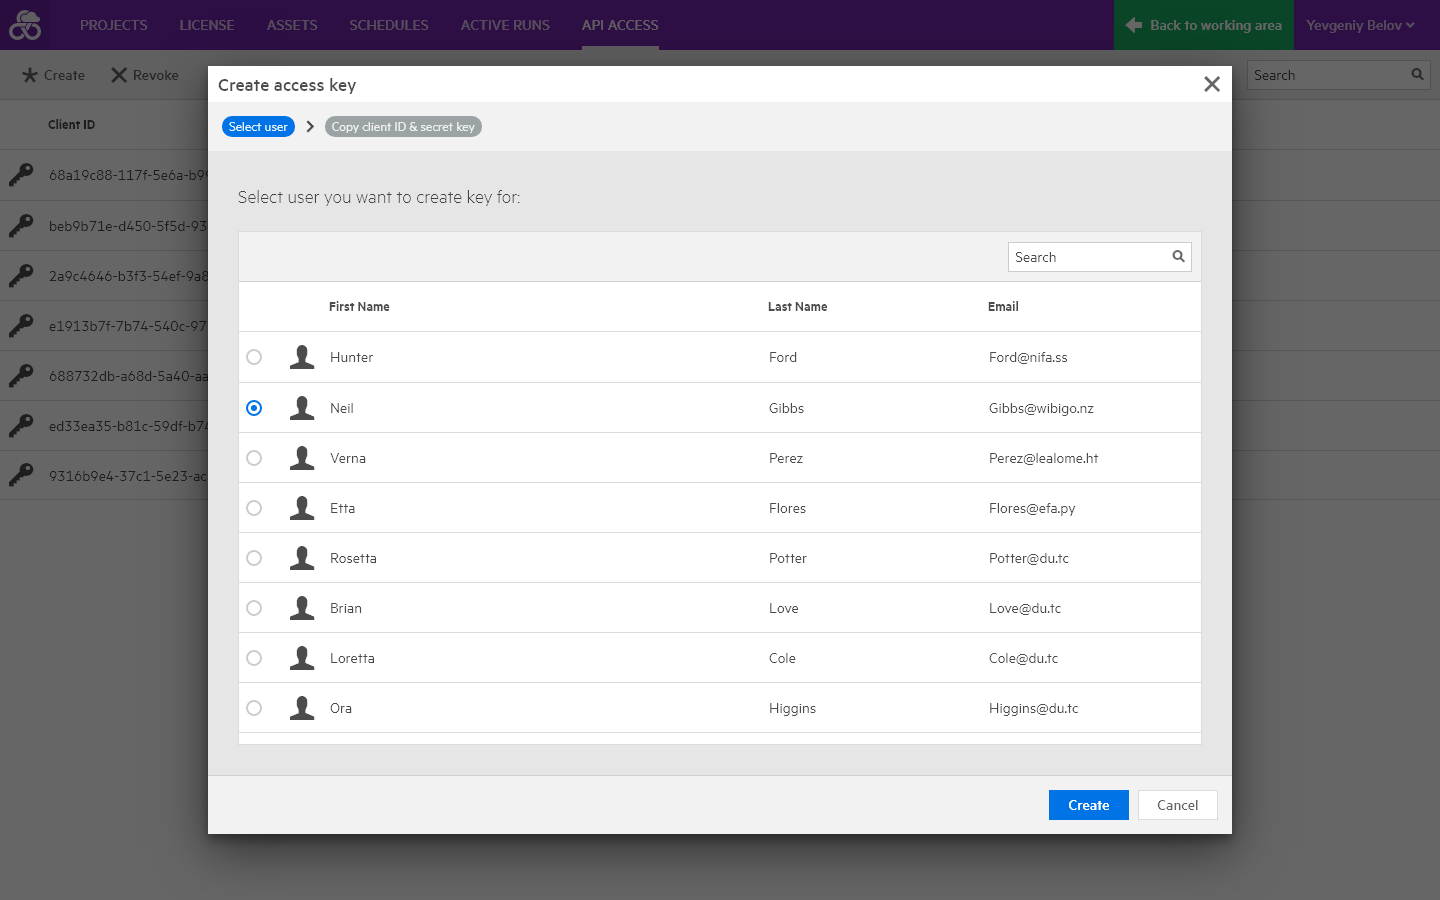 PROJECTS LICENSE ASSETS SCHEDULES ACTIVE RUNS API ACCESS Back to working area Yevgeniy Belov
Create Revoke Search
Create access key
Select user Copy client ID & secret key
Client ID
68a19c88-117f-5e6a-b99
beb9b71e-d450-5f5d-93
2a9c4646-b3f3-54ef-9a8
e1913b7f-7b74-540c-97
688732db-a68d-5a40-aa
ed33ea35-b81c-59df-b74
9316b9e4-37c1-5e23-ac
Select user you want to create key for:
Search
First Name Last Name Email
Hunter Ford Ford@nifa.ss
Neil Gibbs Gibbs@wibigo.nz
Verna Perez Perez@lealome.ht
Etta Flores Flores@efa.py
Rosetta Potter Potter@du.tc
Brian Love Love@du.tc
Loretta Cole Cole@du.tc
Ora Higgins Higgins@du.tc
Create Cancel